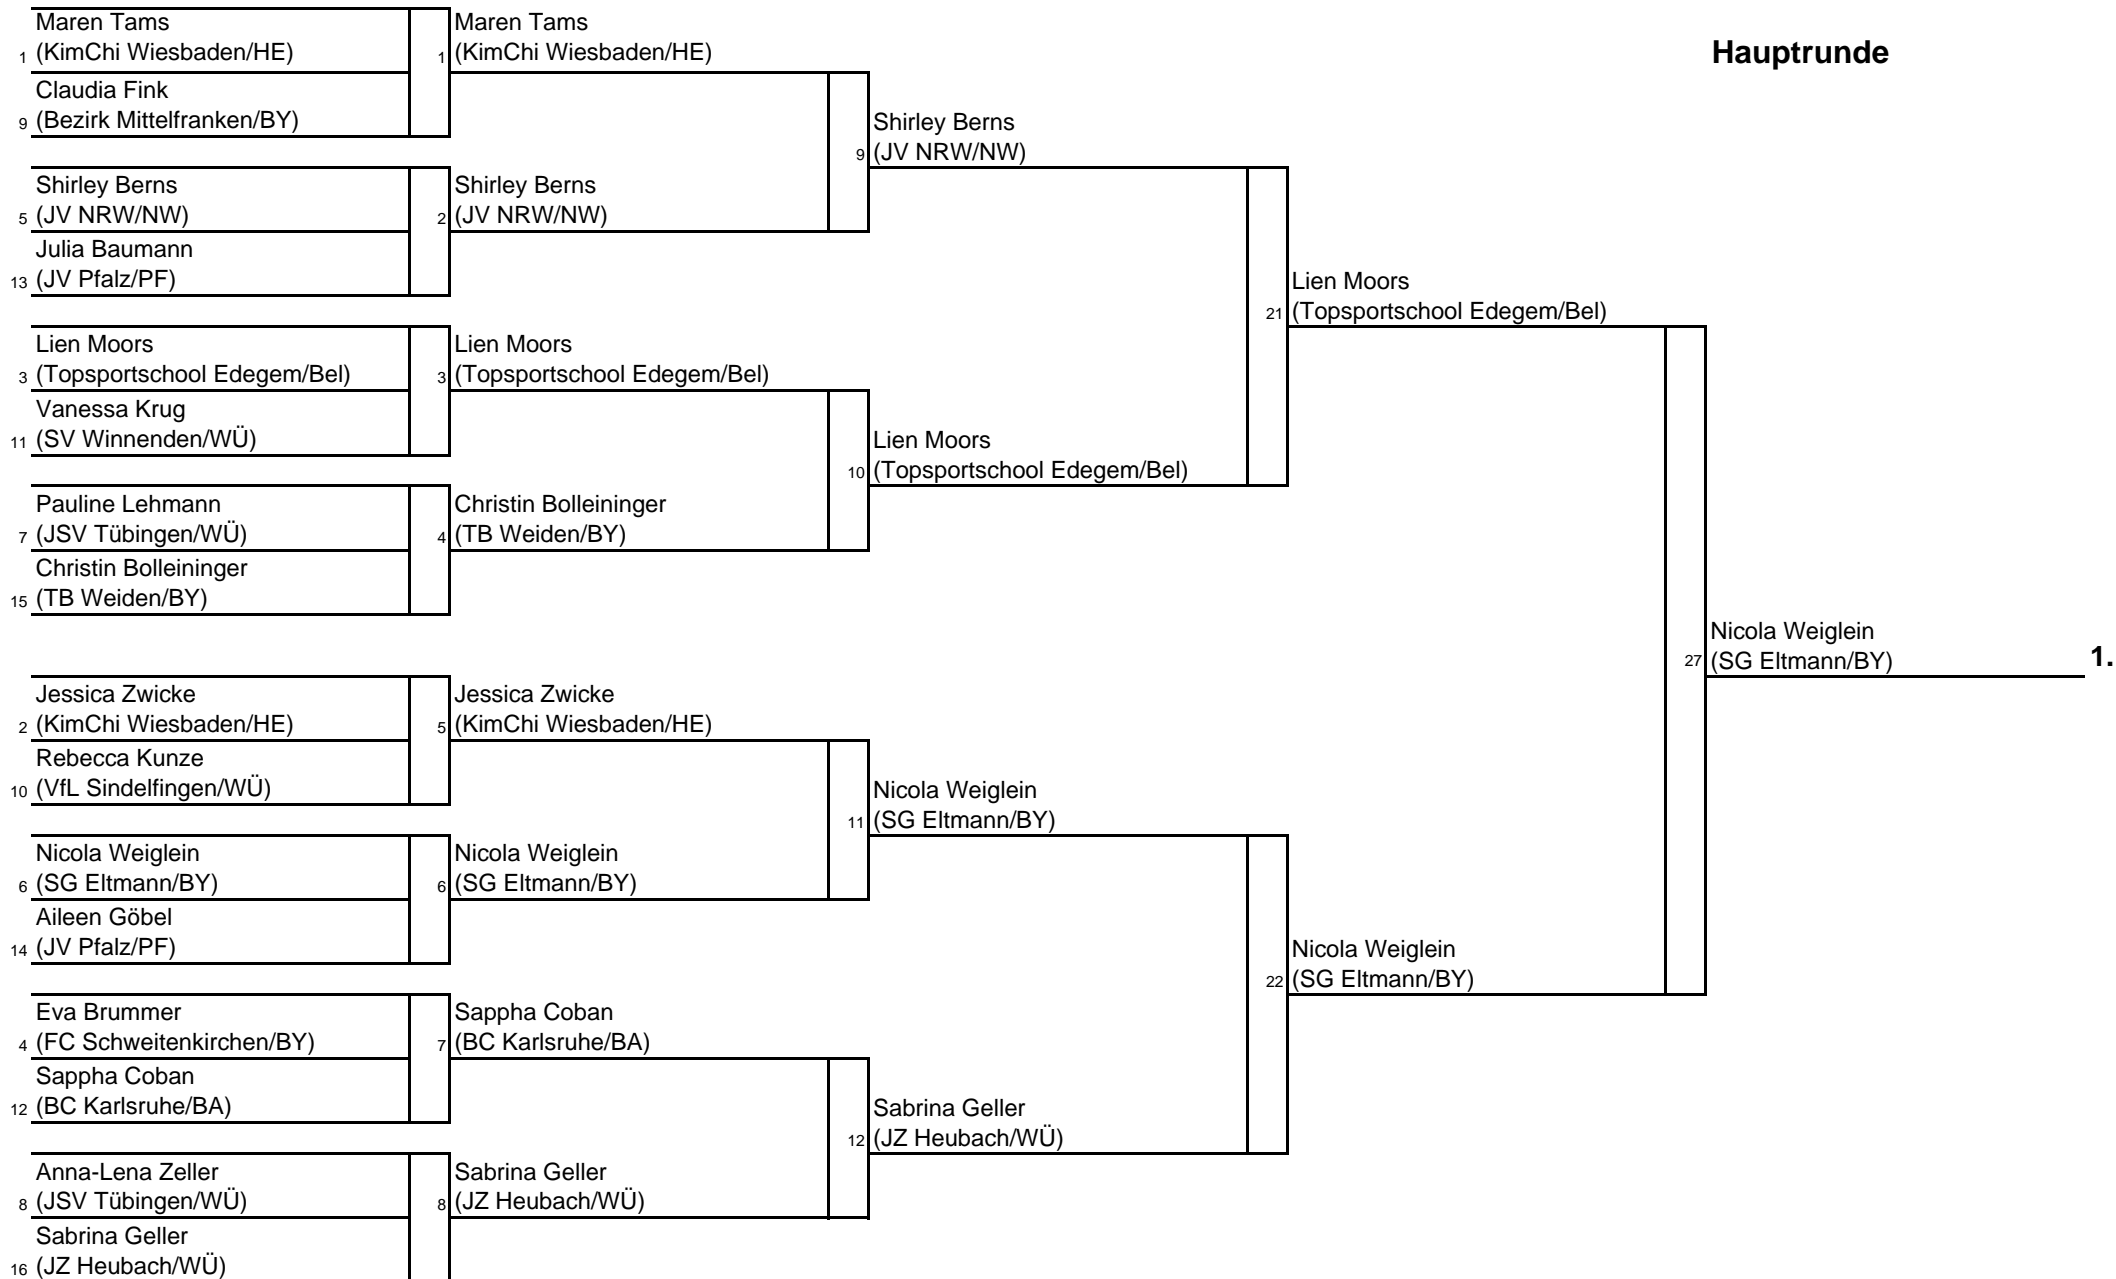 Hauptrunde
Maren Tams
1 (KimChi Wiesbaden/HE)
Claudia Fink
9 (Bezirk Mittelfranken/BY)
Shirley Berns
5 (JV NRW/NW)
Julia Baumann
13 (JV Pfalz/PF)
Lien Moors
3 (Topsportschool Edegem/Bel)
Vanessa Krug
11 (SV Winnenden/WÜ)
Pauline Lehmann
7 (JSV Tübingen/WÜ)
Christin Bolleininger
15 (TB Weiden/BY)
Jessica Zwicke
2 (KimChi Wiesbaden/HE)
Rebecca Kunze
10 (VfL Sindelfingen/WÜ)
Nicola Weiglein
6 (SG Eltmann/BY)
Aileen Göbel
14 (JV Pfalz/PF)
Eva Brummer
4 (FC Schweitenkirchen/BY)
Sappha Coban
12 (BC Karlsruhe/BA)
Anna-Lena Zeller
8 (JSV Tübingen/WÜ)
Sabrina Geller
16 (JZ Heubach/WÜ)
Maren Tams
1 (KimChi Wiesbaden/HE)
Shirley Berns
2 (JV NRW/NW)
Lien Moors
3 (Topsportschool Edegem/Bel)
Christin Bolleininger
4 (TB Weiden/BY)
Jessica Zwicke
5 (KimChi Wiesbaden/HE)
Nicola Weiglein
6 (SG Eltmann/BY)
Sappha Coban
7 (BC Karlsruhe/BA)
Sabrina Geller
8 (JZ Heubach/WÜ)
Shirley Berns
9 (JV NRW/NW)
Lien Moors
10 (Topsportschool Edegem/Bel)
Nicola Weiglein
11 (SG Eltmann/BY)
Sabrina Geller
12 (JZ Heubach/WÜ)
Lien Moors
21 (Topsportschool Edegem/Bel)
Nicola Weiglein
22 (SG Eltmann/BY)
Nicola Weiglein
27 (SG Eltmann/BY) 1.